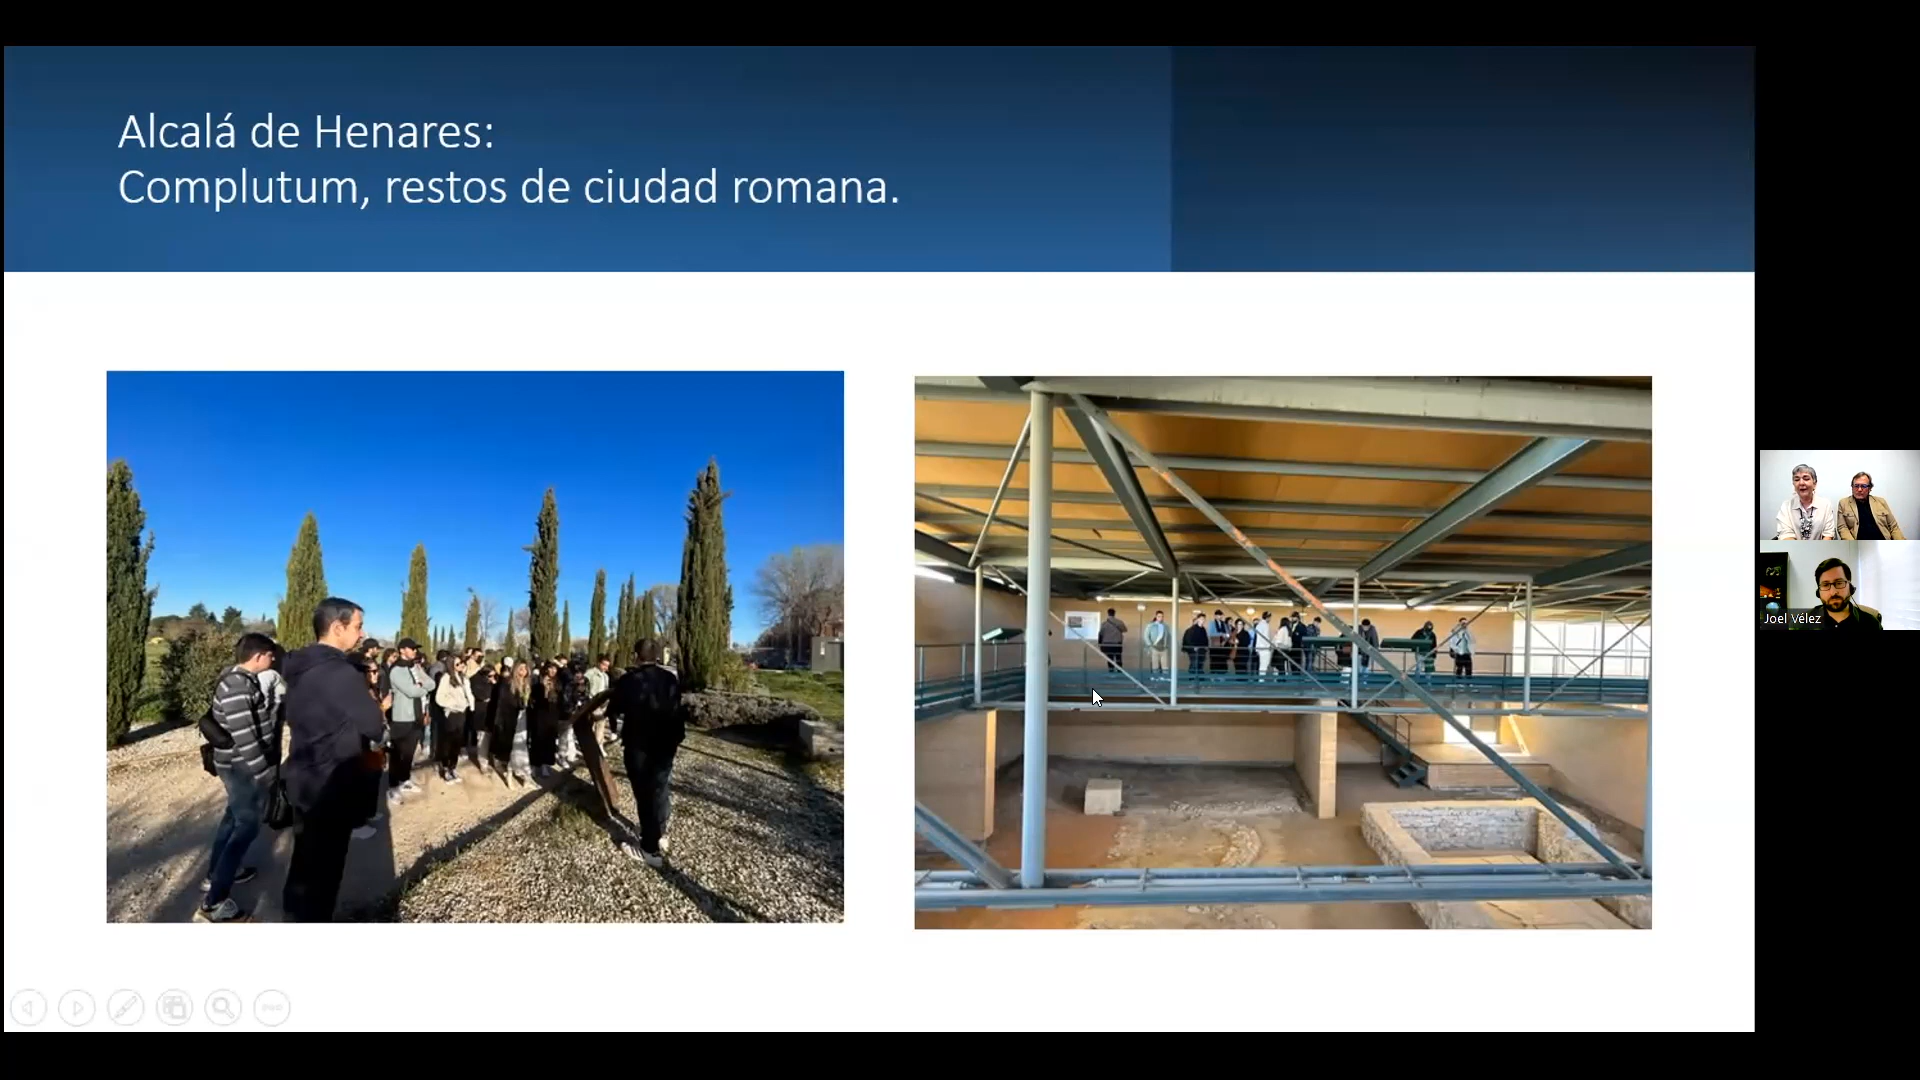 Alcalá de Henares:
Complutum, restos de ciudad romana.
Joel Vélez